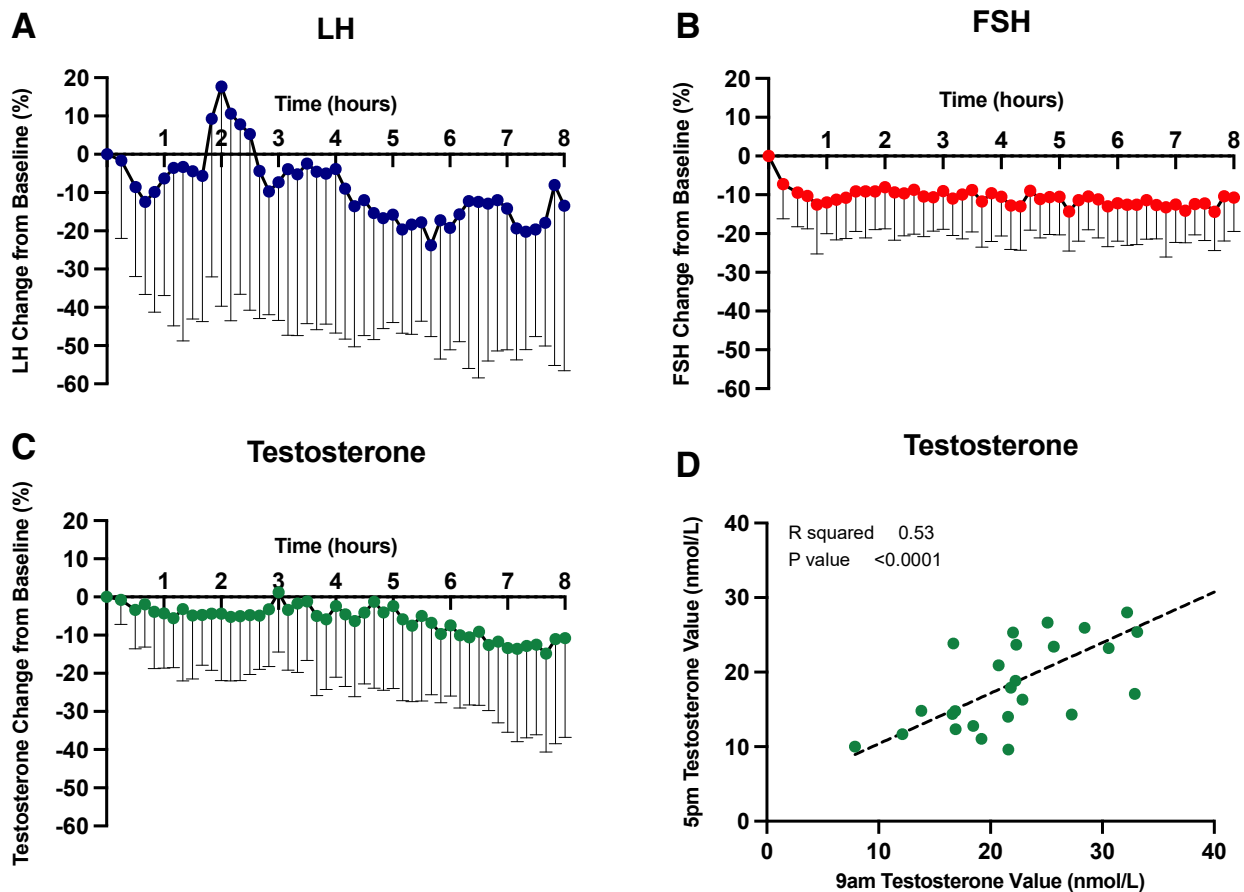 A
LH
LH Change from Baseline (%)
20
10
0
-10
-20
-30
-40
-50
-60
Time (hours)
1 2 3 4 5 6 7 8
B
FSH
FSH Change from Baseline (%)
20
10
0
-10
-20
-30
-40
-50
-60
Time (hours)
1 2 3 4 5 6 7 8
C
Testosterone
Testosterone Change from Baseline (%)
20
10
0
-10
-20
-30
-40
-50
-60
Time (hours)
1 2 3 4 5 6 7 8
D
Testosterone
5pm Testosterone Value (nmol/L)
40
30
20
10
0
R squared 0.53
P value <0.0001
0 10 20 30 40
9am Testosterone Value (nmol/L)